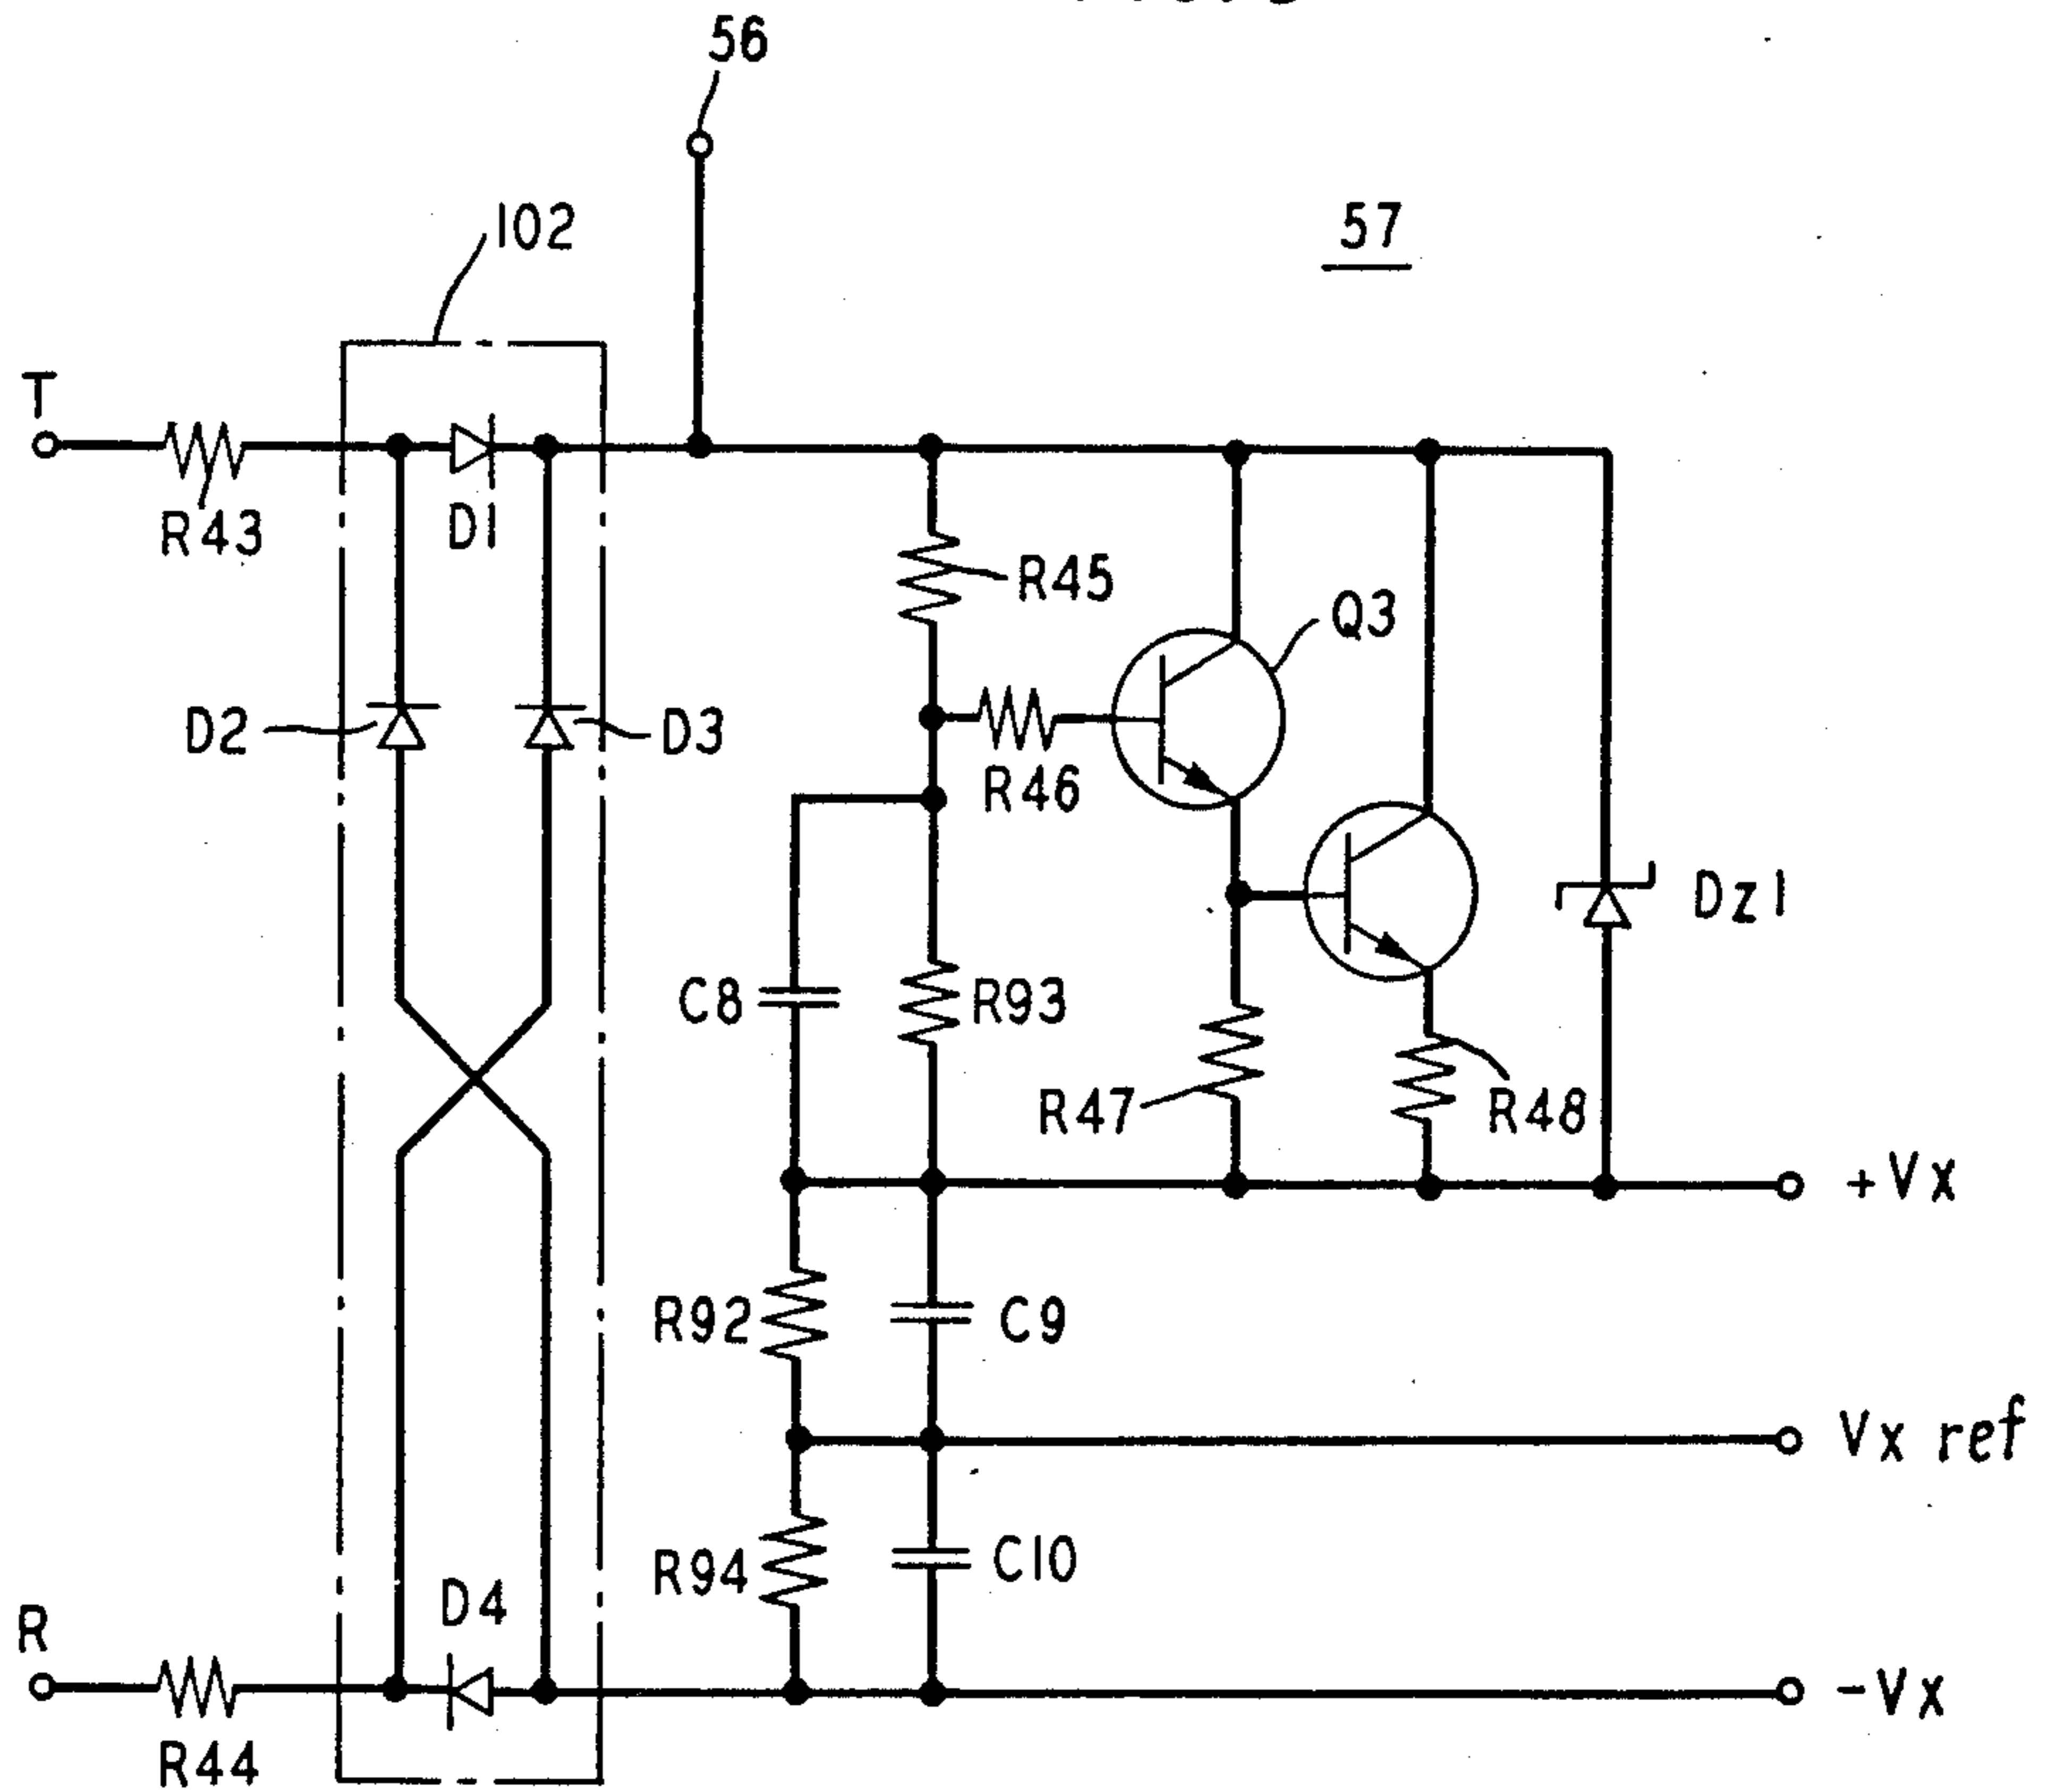 56
102
57
T
R43
D1
R45
Q3
D2
D3
R46
DZ1
C8
R93
R47
R48
+VX
R92
C9
VX ref
R94
C10
D4
R
-VX
R44